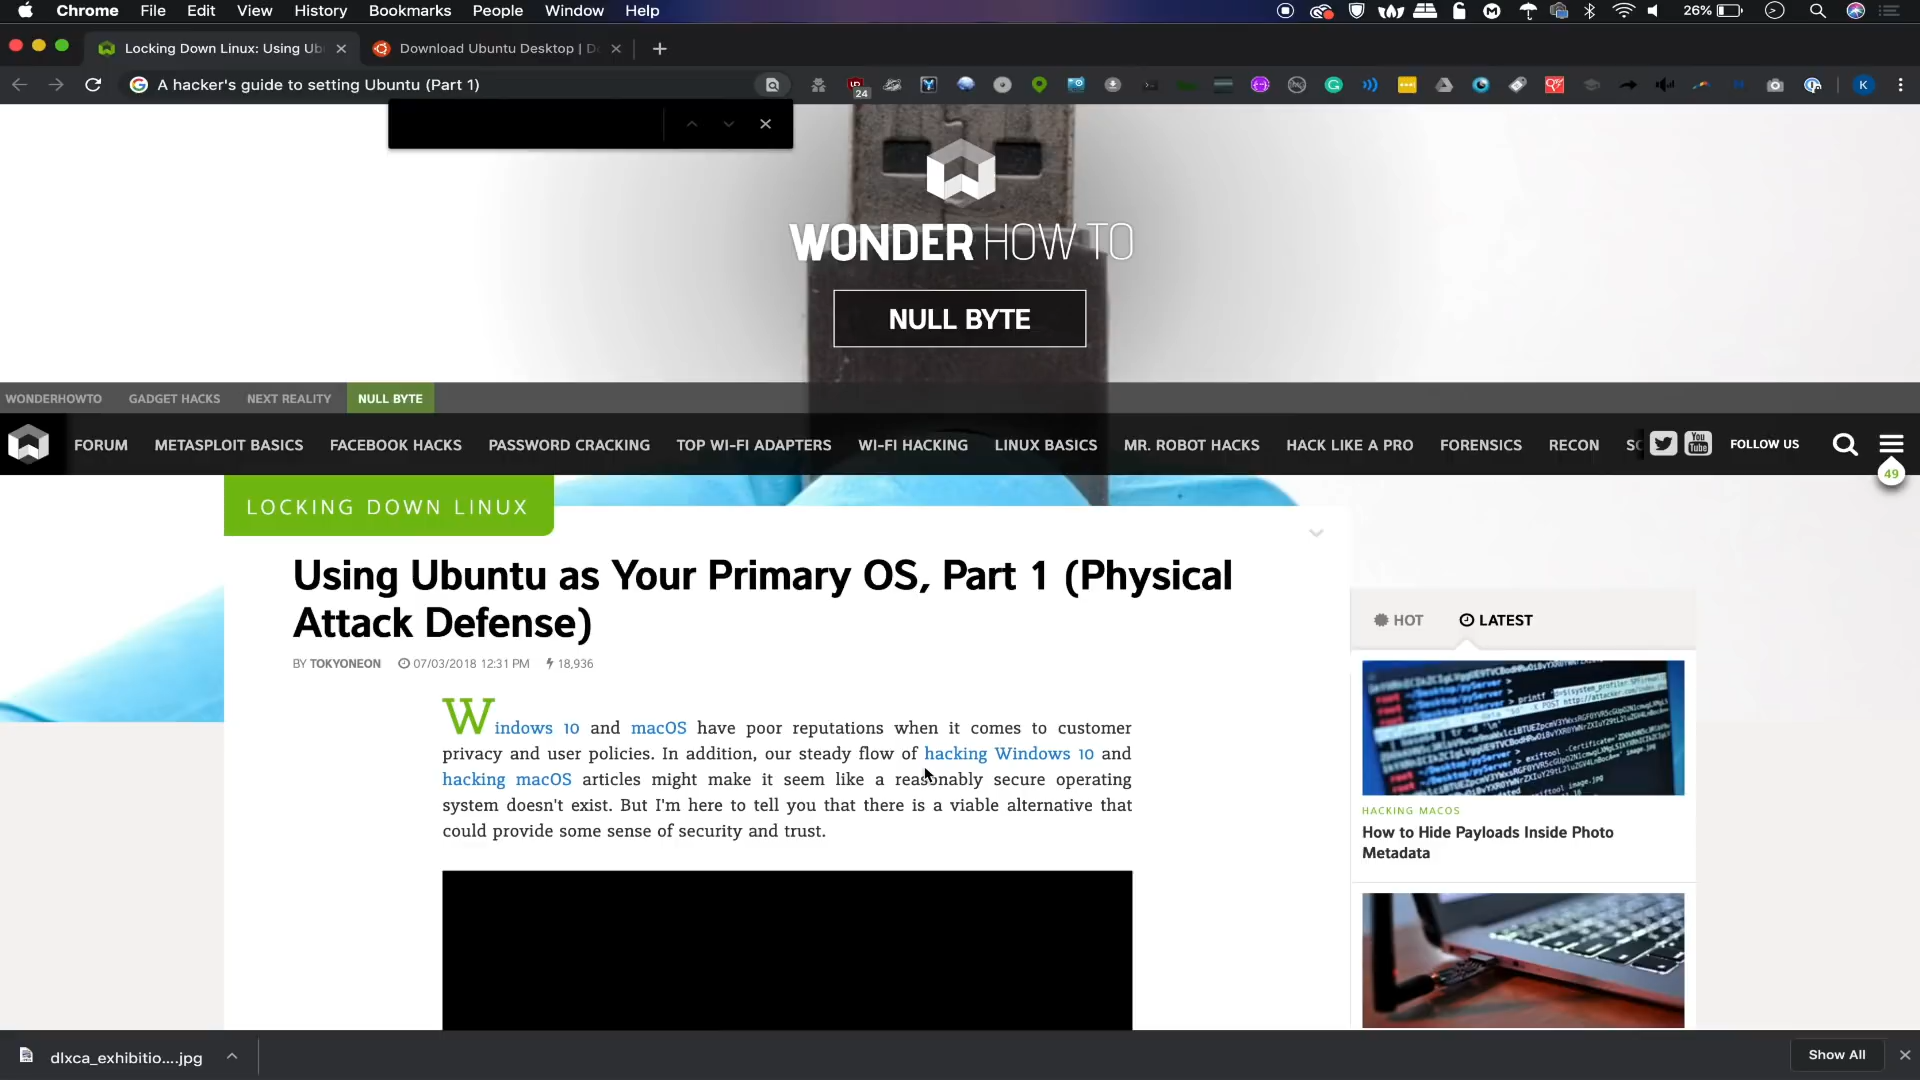 Chrome File Edit View History Bookmarks People Window Help 26%
Locking Down Linux: Using Ub Download Ubuntu Desktop | D
A hacker's guide to setting Ubuntu (Part 1) 24 K
WONDER HOW TO
NULL BYTE
WONDERHOWTO GADGET HACKS NEXT REALITY NULL BYTE
FORUM METASPLOIT BASICS FACEBOOK HACKS PASSWORD CRACKING TOP WI-FI ADAPTERS WI-FI HACKING LINUX BASICS MR. ROBOT HACKS HACK LIKE A PRO FORENSICS RECON You Tube FOLLOW US
49
LOCKING DOWN LINUX
Using Ubuntu as Your Primary OS, Part 1 (Physical
Attack Defense)
BY TOKYONEON 07/03/2018 12:31 PM 18,936
Windows 10 and macOS have poor reputations when it comes to customer
privacy and user policies. In addition, our steady flow of hacking Windows 10 and
hacking macOS articles might make it seem like a reasonably secure operating
system doesn't exist. But I'm here to tell you that there is a viable alternative that
could provide some sense of security and trust.
HOT LATEST
HACKING MACOS
How to Hide Payloads Inside Photo
Metadata
dlxca_exhibitio....jpg Show All